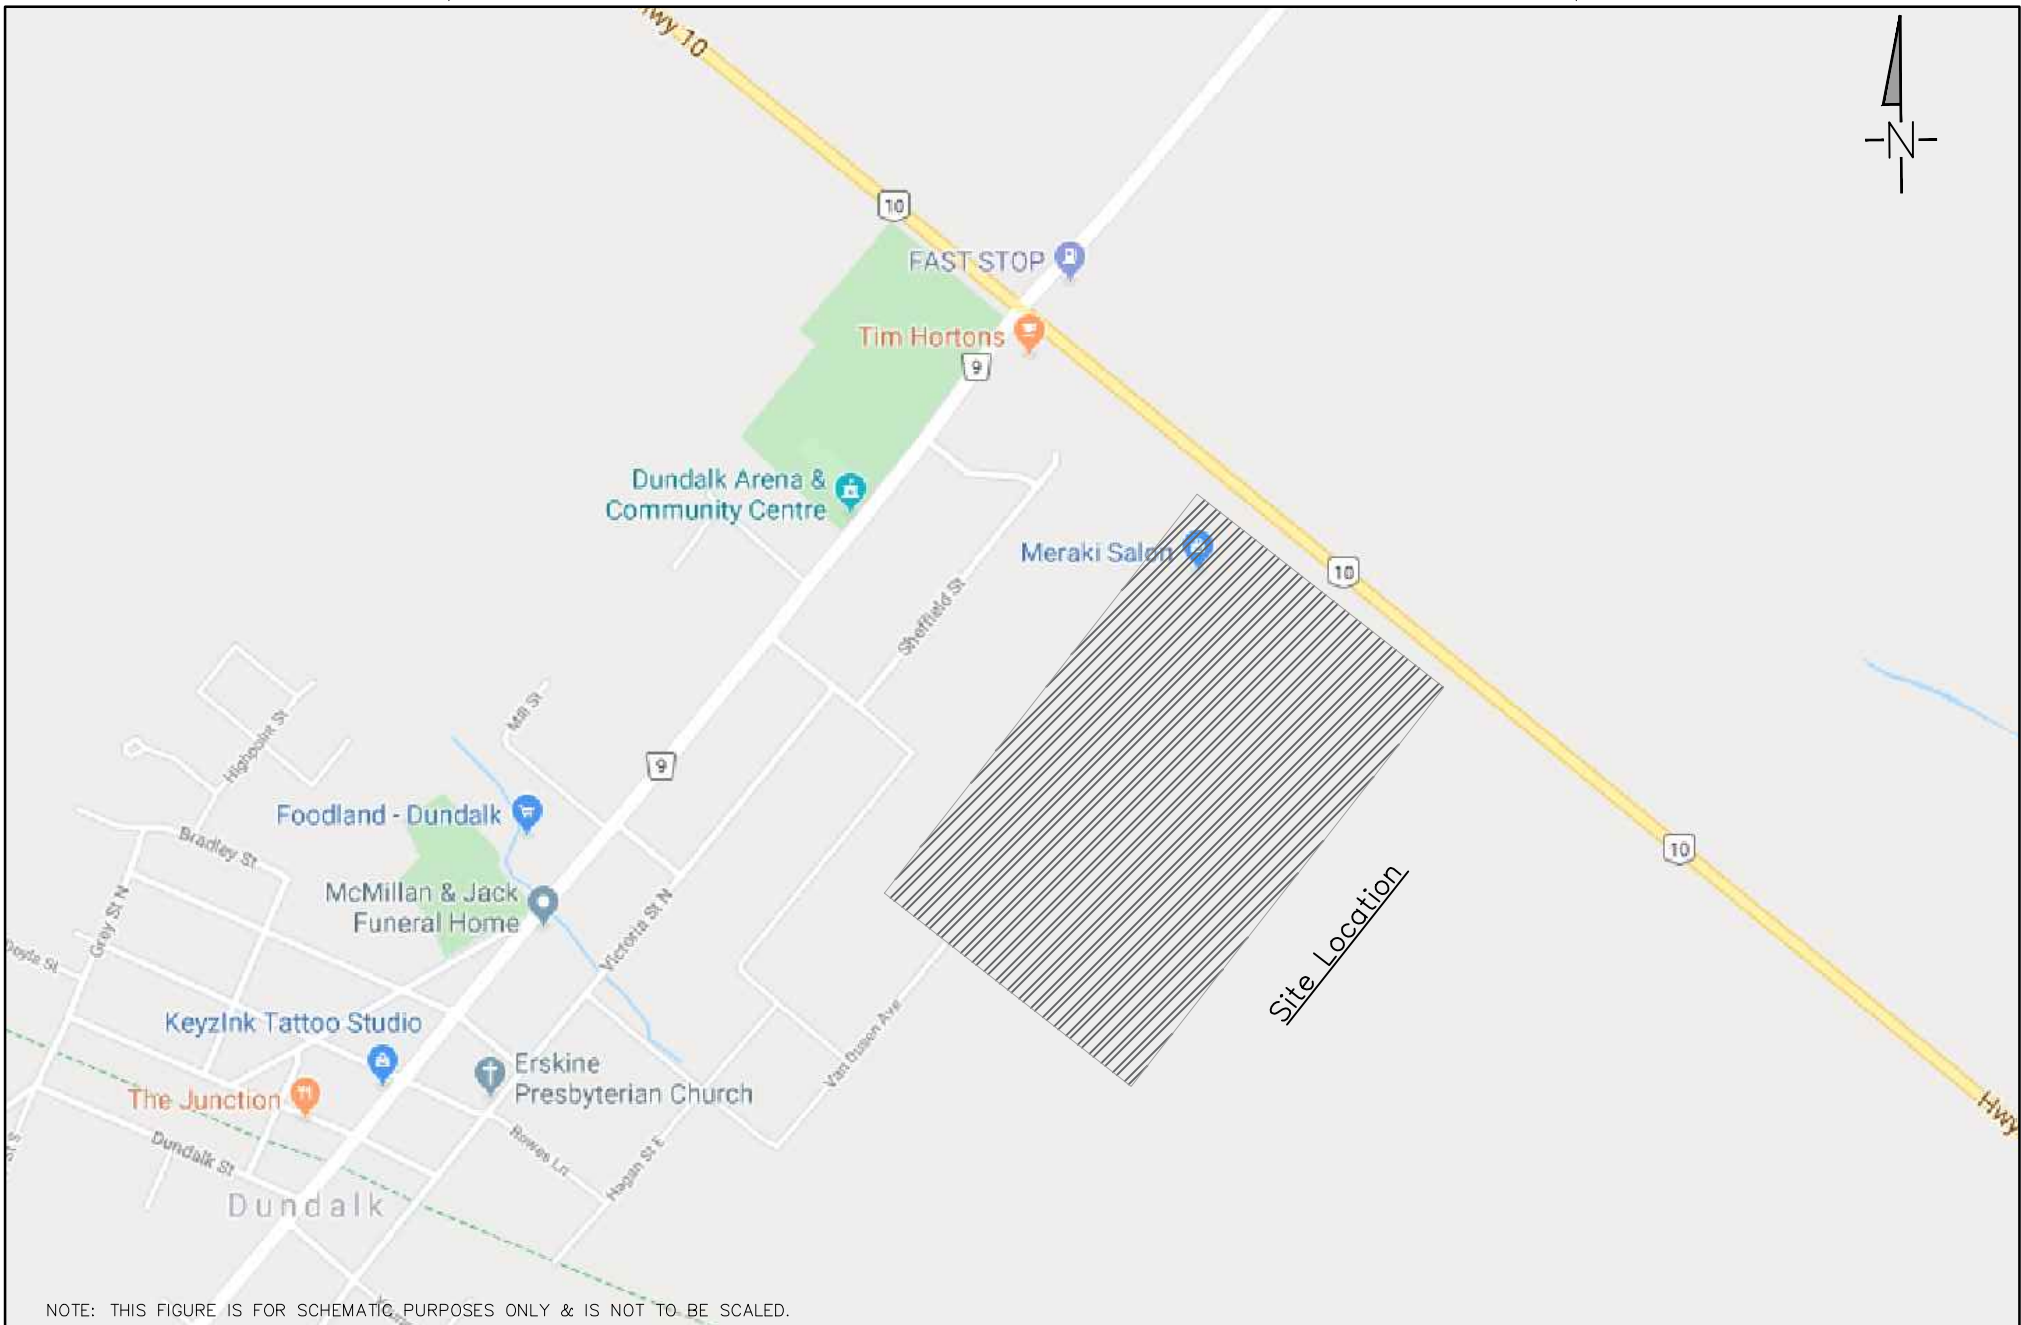 Hwy 10
N
10
FAST STOP
Tim Hortons
9
Dundalk Arena &
Community Centre
Meraki Salon
10
Sheffield St
Mill St
Highpoint St
9
Foodland - Dundalk
Bradley St
10
McMillan & Jack
Funeral Home
Grey St N
Victoria St N
Site Location
Doyle St
Van Dusen Ave
KeyzInk Tattoo Studio
Erskine
Presbyterian Church
The Junction
Hwy
Dundalk St
Rowes Ln
Hagan St E
Dundalk
NOTE: THIS FIGURE IS FOR SCHEMATIC PURPOSES ONLY & IS NOT TO BE SCALED.